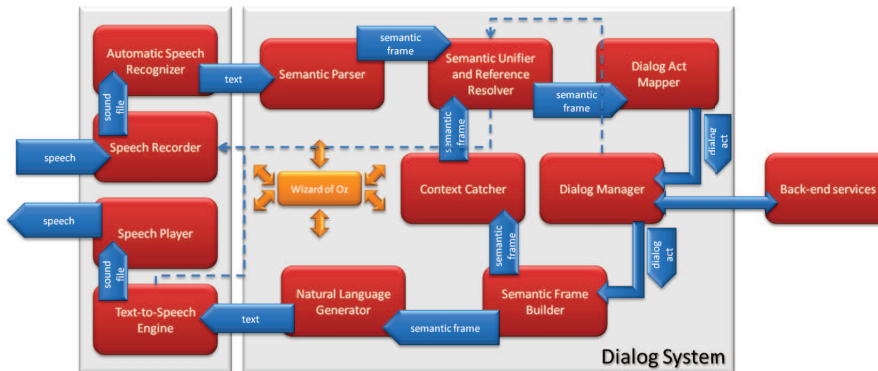 Automatic Speech
Recognizer
text
Semantic Parser
semantic
frame
Semantic Unifier
and Reference
Resolver
semantic
frame
Dialog Act
Mapper
sound
file
semantic
frame
dialog
act
speech
Speech Recorder
Wizard of Oz
Context Catcher
Dialog Manager
Back-end services
speech
Speech Player
sound
file
semantic
frame
dialog
act
Text-to-Speech
Engine
text
Natural Language
Generator
semantic frame
Semantic Frame
Builder
Dialog System